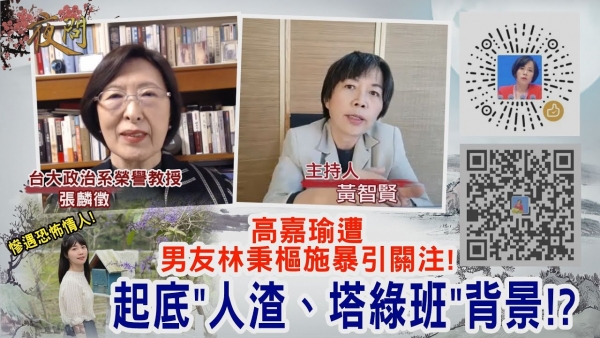 夜問
台大政治系榮譽教授
張麟徵
主持人
黃智賢
慘遇恐怖情人!
高嘉瑜遭
男友林秉樞施暴引關注!
起底"人渣、塔綠班"背景!?